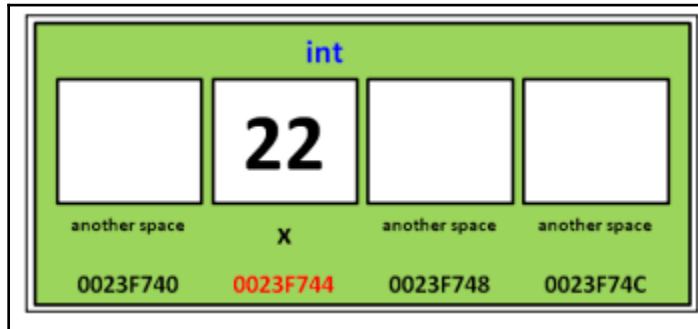 int
22
another space x another space another space
0023F740 0023F744 0023F748 0023F74C